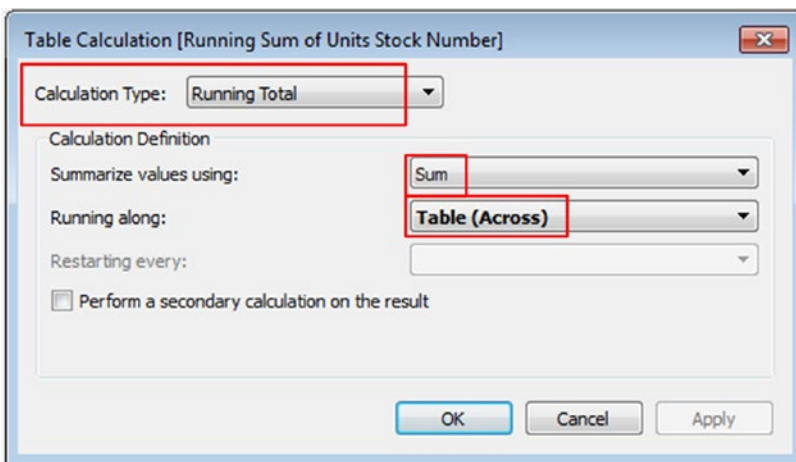 Table Calculation [Running Sum of Units Stock Number]
Calculation Type: Running Total
Calculation Definition
Summarize values using: Sum
Running along: Table (Across)
Restarting every:
Perform a secondary calculation on the result
OK Cancel Apply